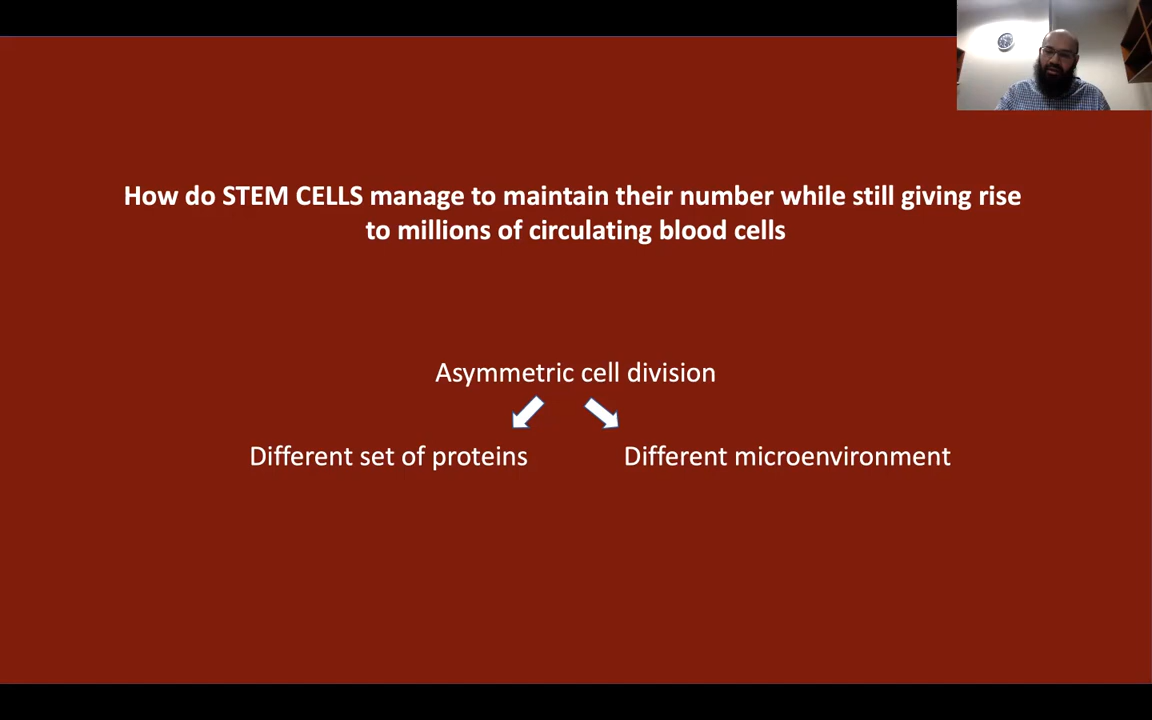 How do STEM CELLS manage to maintain their number while still giving rise
to millions of circulating blood cells
Asymmetric cell division
Different set of proteins
Different microenvironment